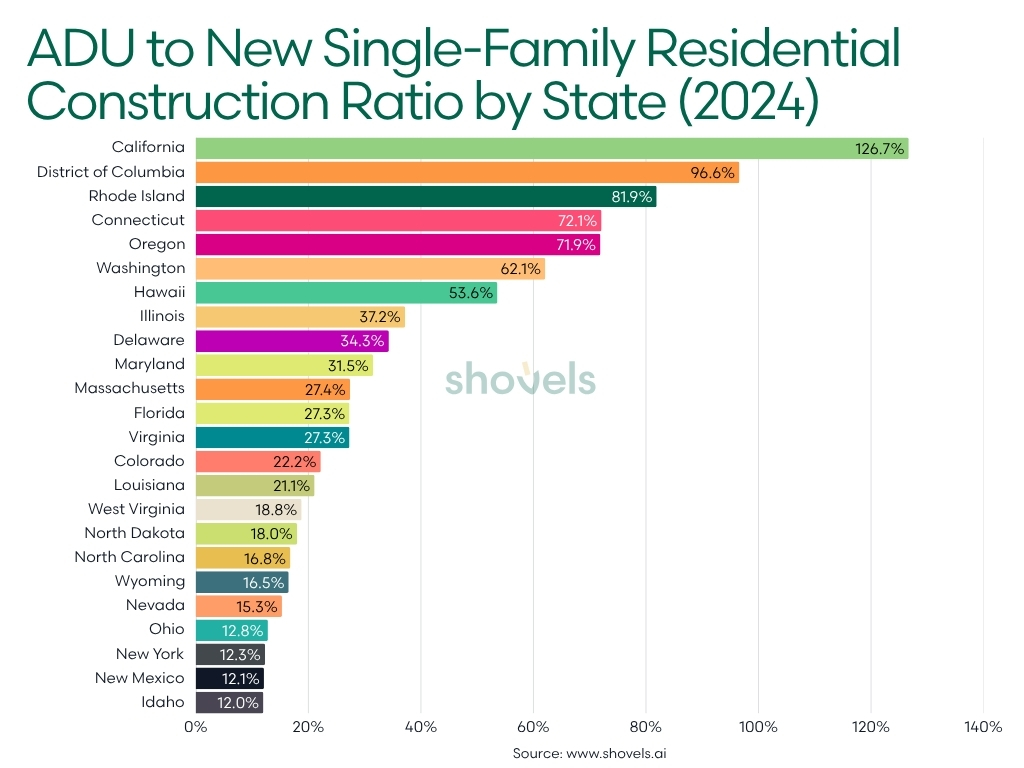 ADU to New Single-Family Residential
Construction Ratio by State (2024)
California 126.7%
District of Columbia 96.6%
Rhode Island 81.9%
Connecticut 72.1%
Oregon 71.9%
Washington 62.1%
Hawaii 53.6%
Illinois 37.2%
Delaware 34.3%
Maryland 31.5%
shovels
Massachusetts 27.4%
Florida 27.3%
Virginia 27.3%
Colorado 22.2%
Louisiana 21.1%
West Virginia 18.8%
North Dakota 18.0%
North Carolina 16.8%
Wyoming 16.5%
Nevada 15.3%
Ohio 12.8%
New York 12.3%
New Mexico 12.1%
Idaho 12.0%
0% 20% 40% 60% 80% 100% 120% 140%
Source: www.shovels.ai